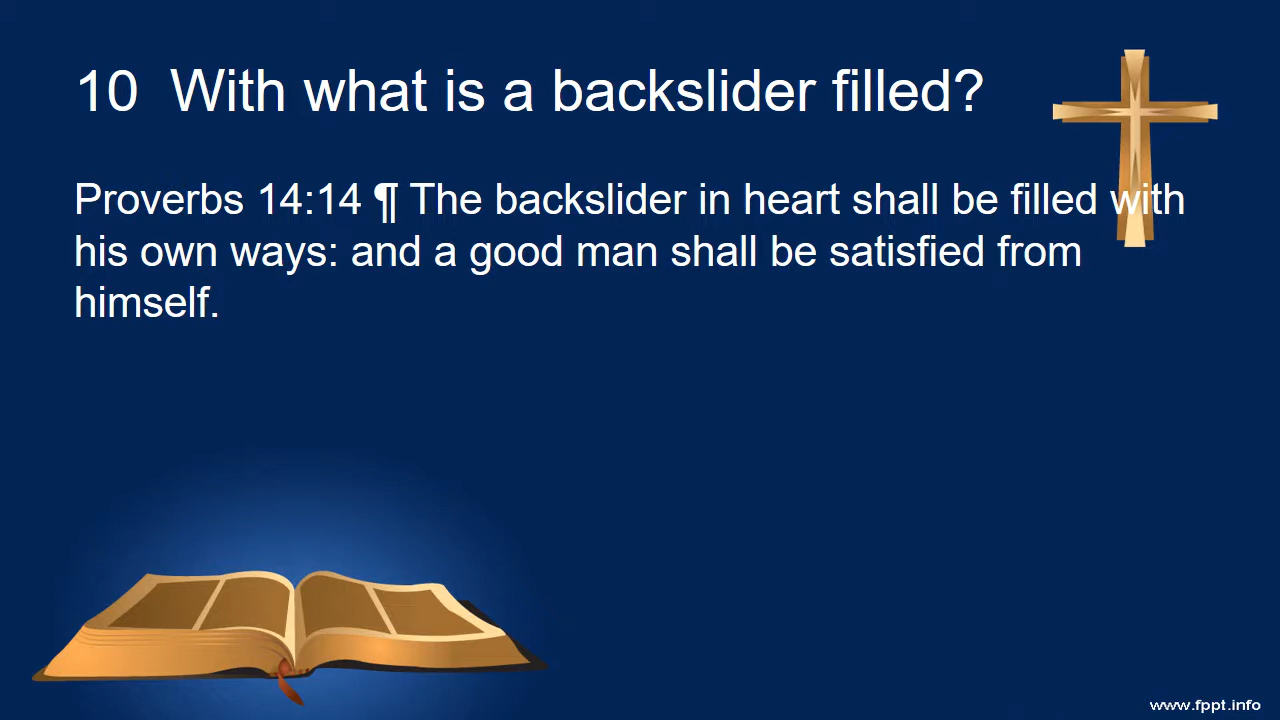 10  With what is a backslider filled?
Proverbs 14:14 ¶ The backslider in heart shall be filled with
his own ways: and a good man shall be satisfied from
himself.
www.fppt.info